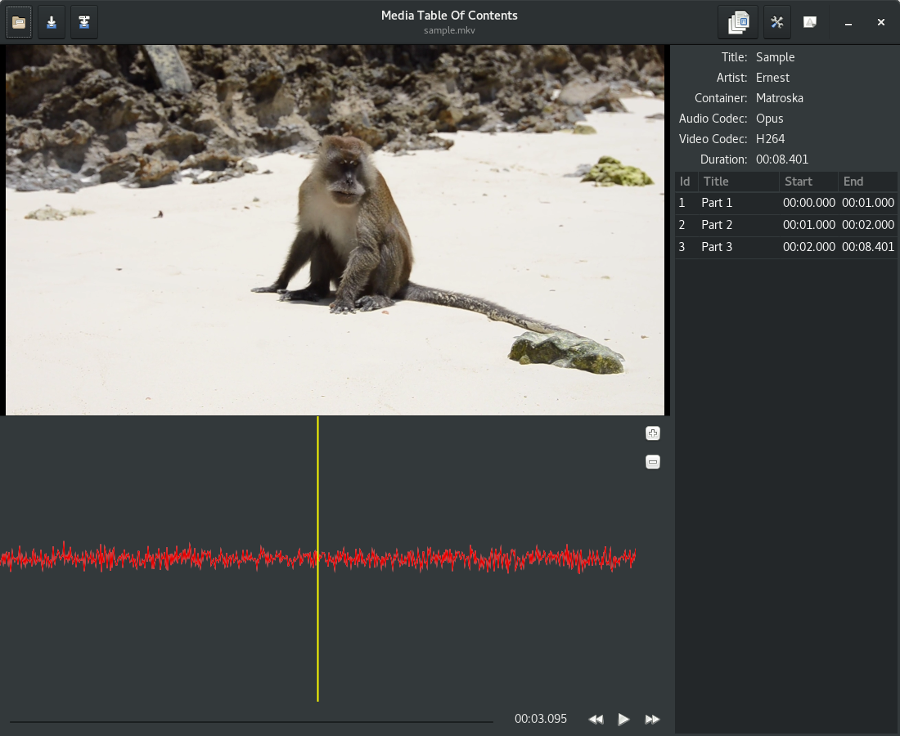 Media Table Of Contents
sample.mkv
Title: Sample
Artist: Ernest
Container: Matroska
Audio Codec: Opus
Video Codec: H264
Duration: 00:08.401
Id Title Start End
1 Part 1 00:00.000 00:01.000
2 Part 2 00:01.000 00:02.000
3 Part 3 00:02.000 00:08.401
00:03.095